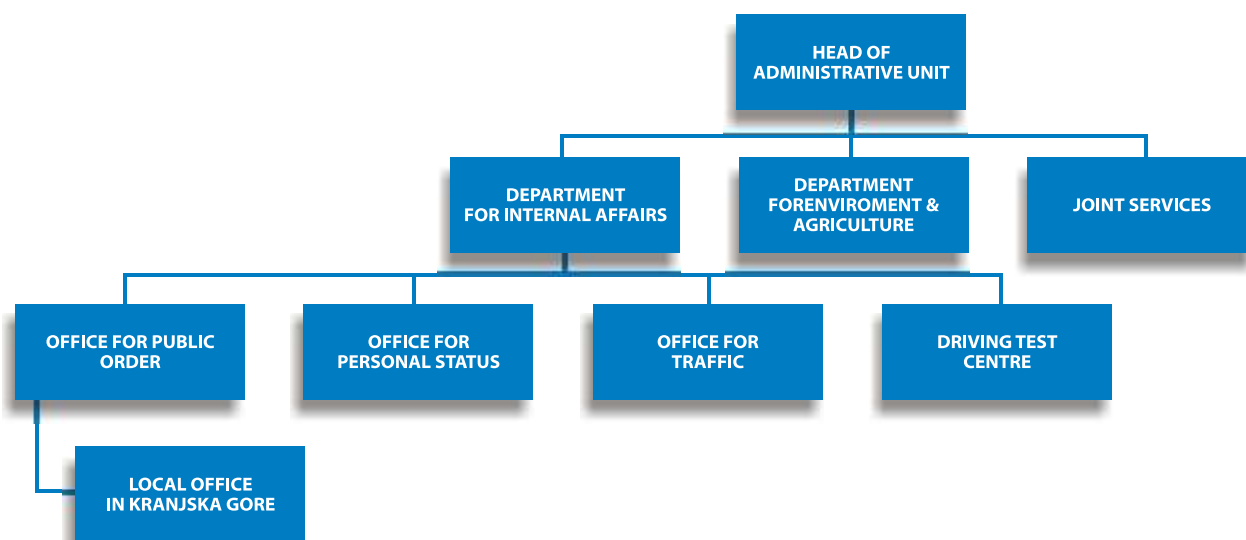 HEAD OF
ADMINISTRATIVE UNIT
DEPARTMENT
FOR INTERNAL AFFAIRS
DEPARTMENT
FORENVIROMENT &
AGRICULTURE
JOINT SERVICES
OFFICE FOR PUBLIC
ORDER
OFFICE FOR
PERSONAL STATUS
OFFICE FOR
TRAFFIC
DRIVING TEST
CENTRE
LOCAL OFFICE
IN KRANJSKA GORE